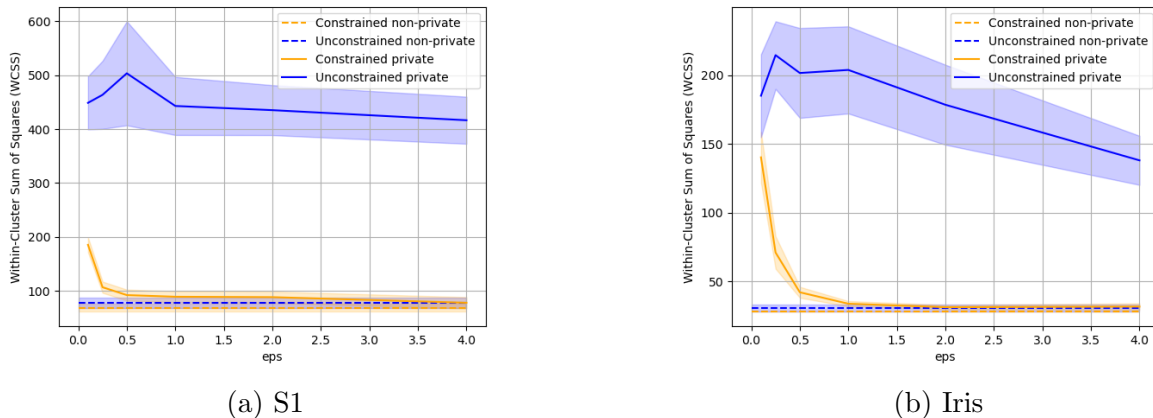 600
500
400
300
200
100
0.0 0.5 1.0 1.5 2.0 2.5 3.0 3.5 4.0
eps
Within-Cluster Sum of Squares (WCSS)
Constrained non-private
Unconstrained non-private
Constrained private
Unconstrained private
(a) S1
200
150
100
50
0.0 0.5 1.0 1.5 2.0 2.5 3.0 3.5 4.0
eps
Within-Cluster Sum of Squares (WCSS)
Constrained non-private
Unconstrained non-private
Constrained private
Unconstrained private
(b) Iris